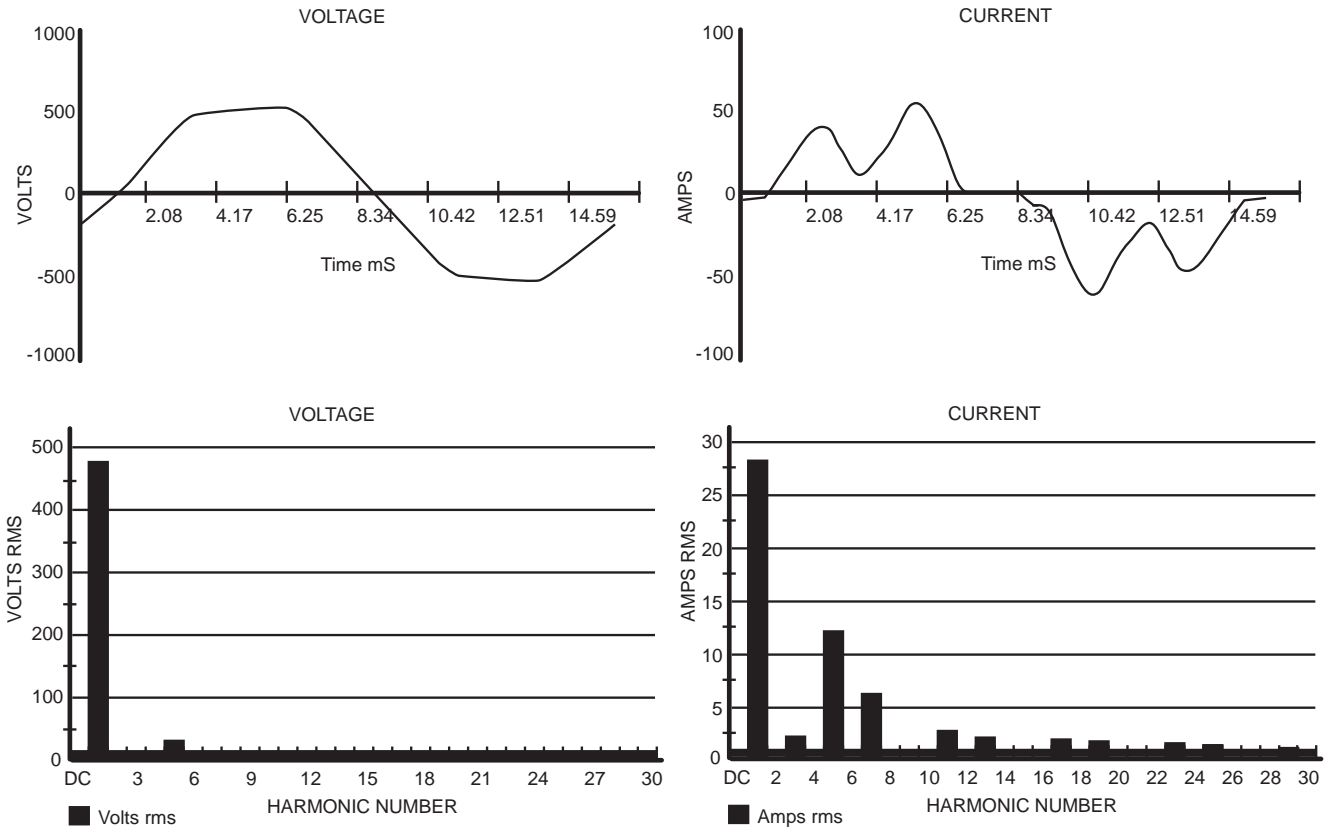 VOLTAGE
1000
500
0
-500
-1000
VOLTS
2.08 4.17 6.25 8.34 10.42 12.51 14.59
Time mS
CURRENT
100
50
0
-50
-100
AMPS
2.08 4.17 6.25 8.34 10.42 12.51 14.59
Time mS
VOLTAGE
500
400
300
200
100
0
VOLTS RMS
DC 3 6 9 12 15 18 21 24 27 30
HARMONIC NUMBER
Volts rms
CURRENT
30
25
20
15
10
5
0
AMPS RMS
DC 2 4 6 8 10 12 14 16 18 20 22 24 26 28 30
HARMONIC NUMBER
Amps rms